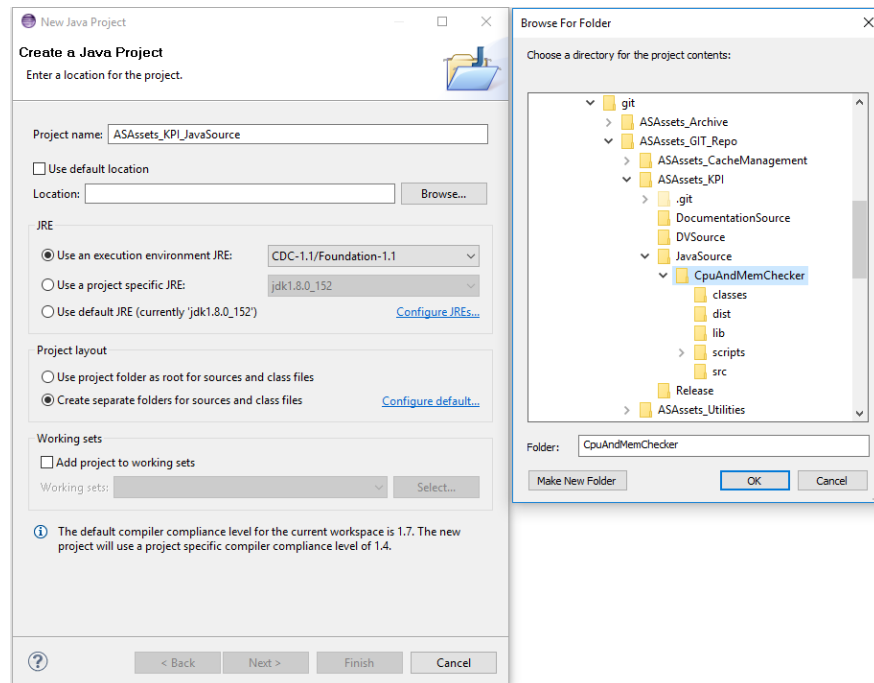 New Java Project
Create a Java Project
Enter a location for the project.
Project name: ASAssets_KPI_JavaSource
Use default location
Location:
Browse...
JRE
Use an execution environment JRE: CDC-1.1/Foundation-1.1
Use a project specific JRE: jdk1.8.0_152
Use default JRE (currently 'jdk1.8.0_152') Configure JREs...
Project layout
Use project folder as root for sources and class files
Create separate folders for sources and class files Configure default...
Working sets
Add project to working sets
Working sets: Select...
The default compiler compliance level for the current workspace is 1.7. The new
project will use a project specific compiler compliance level of 1.4.
< Back Next > Finish Cancel
Browse For Folder
Choose a directory for the project contents:
git
ASAssets_Archive
ASAssets_GIT_Repo
ASAssets_CacheManagement
ASAssets_KPI
.git
DocumentationSource
DVSource
JavaSource
CpuAndMemChecker
classes
dist
lib
scripts
src
Release
ASAssets_Utilities
Folder: CpuAndMemChecker
Make New Folder OK Cancel